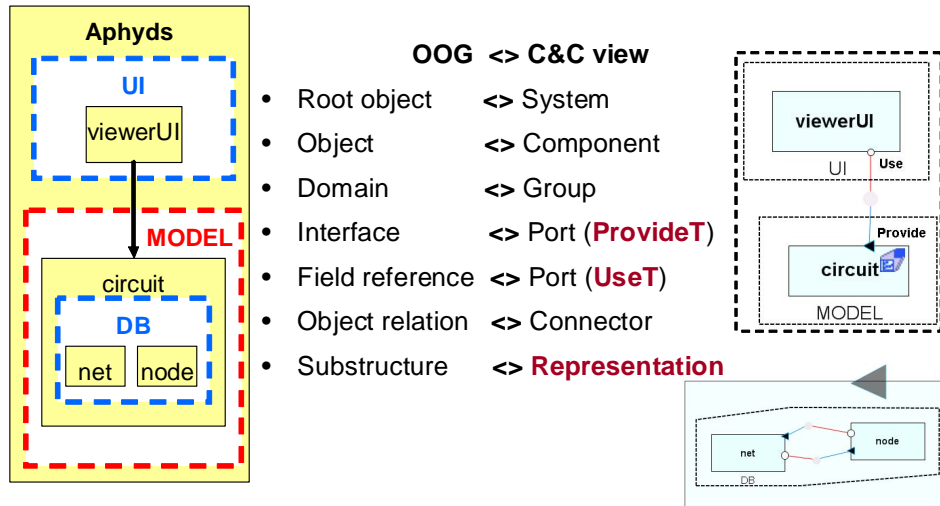 Aphyds
UI
viewerUI
MODEL
circuit
DB
net node
OOG <> C&C view
• Root object <> System
• Object <> Component
• Domain <> Group
• Interface <> Port (ProvideT)
• Field reference <> Port (UseT)
• Object relation <> Connector
• Substructure <> Representation
viewerUI
Use
UI
Provide
circuit
MODEL
node
net
DB